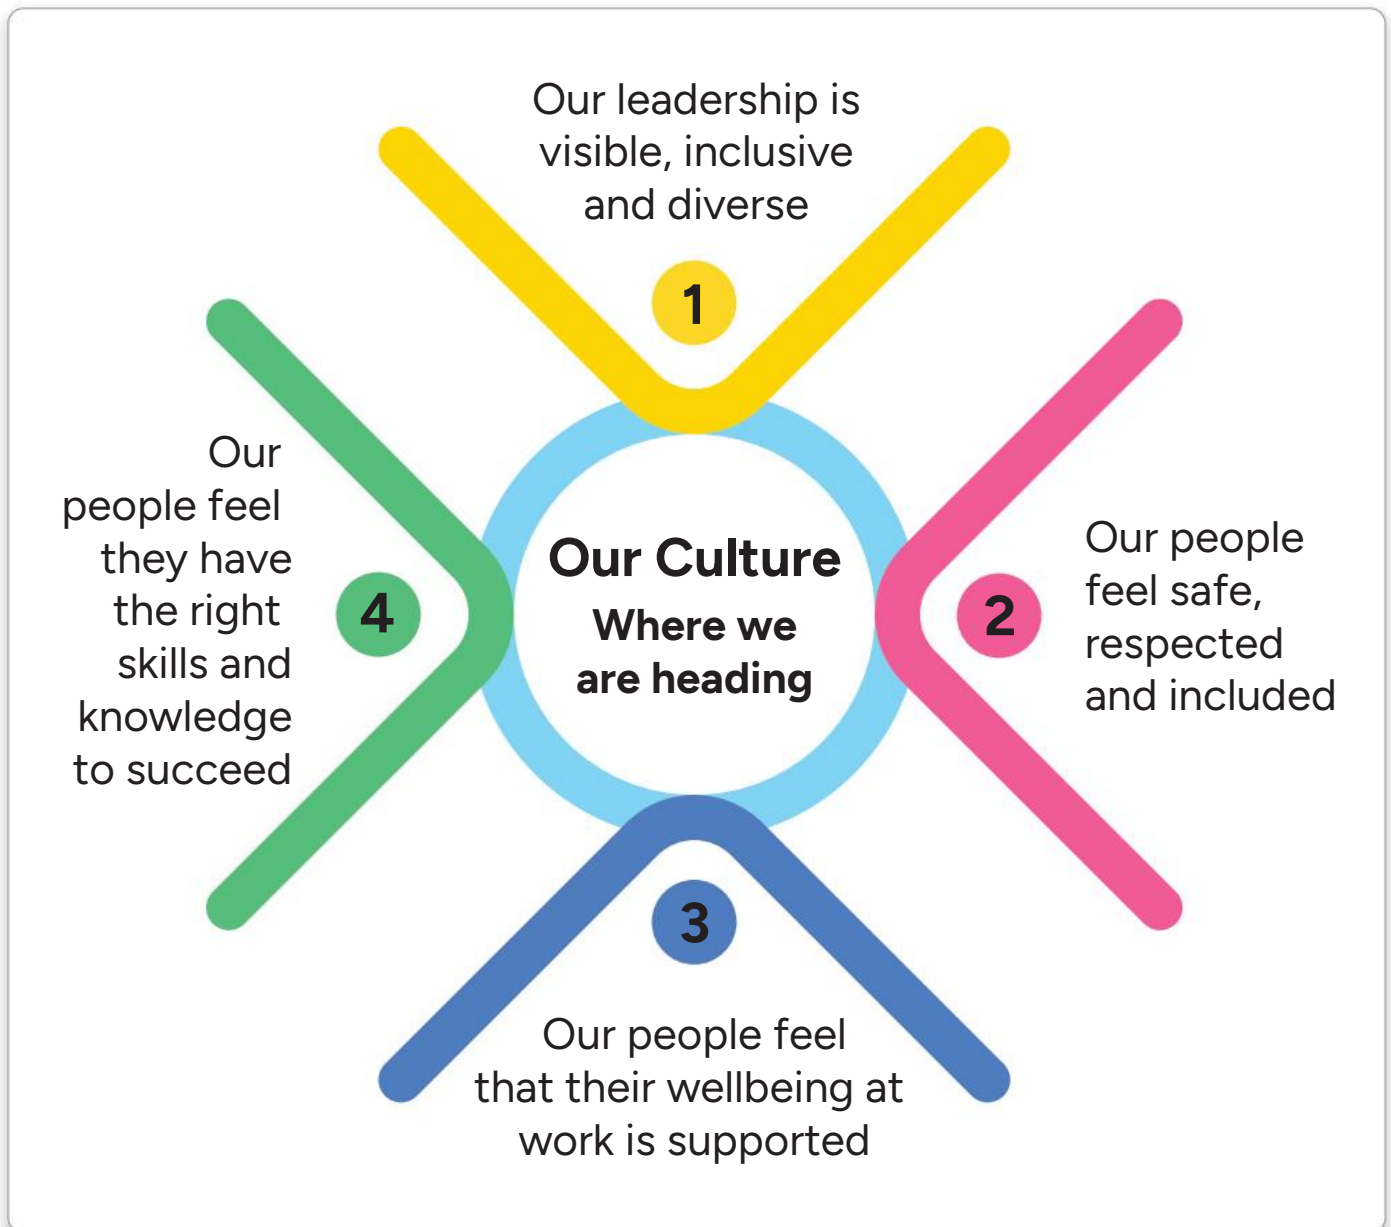 Our leadership is
visible, inclusive
and diverse
1
Our Culture
Where we
are heading
2
Our people
feel safe,
respected
and included
3
Our people feel
that their wellbeing at
work is supported
4
Our
people feel
they have
the right
skills and
knowledge
to succeed